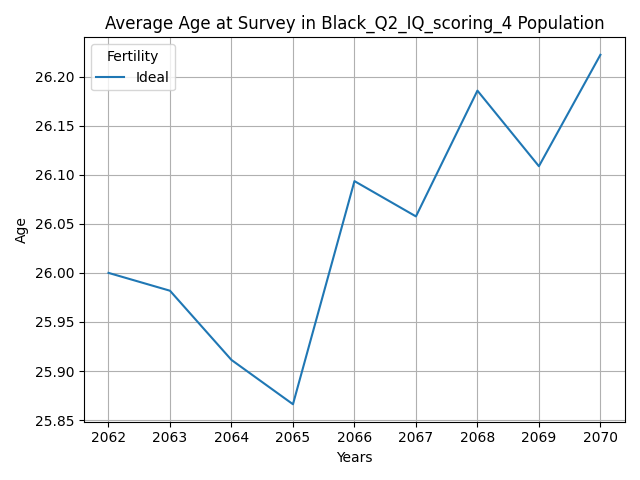 Average Age at Survey in Black_Q2_IQ_scoring_4 Population
Fertility
Ideal
26.20
26.15
26.10
26.05
26.00
25.95
25.90
25.85
Age
2062 2063 2064 2065 2066 2067 2068 2069 2070
Years